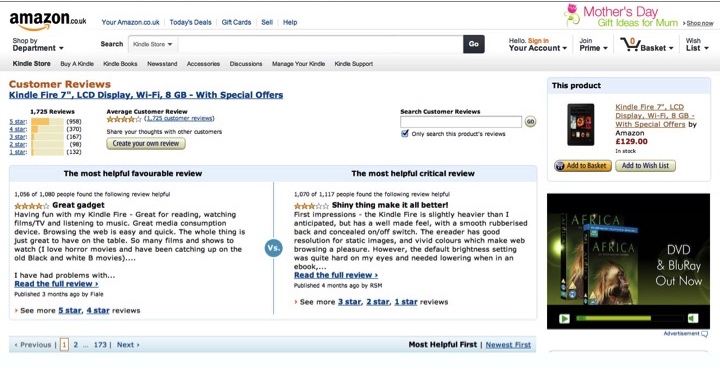 amazon.co.uk
Your Amazon.co.uk | Today's Deals | Gift Cards | Sell | Help
Mother's Day
Gift Ideas for Mum
›Shop now
Shop by
Department
Search
Kindle Store
Go
Hello. Sign in
Your Account
Join
Prime
0
Basket
Wish
List
Kindle Store
Buy A Kindle
Kindle Books
Newsstand
Accessories
Discussions
Manage Your Kindle
Kindle Support
Customer Reviews
Kindle Fire 7", LCD Display, Wi-Fi, 8 GB - With Special Offers
1,725 Reviews
5 star: (958)
4 star: (370)
3 star: (167)
2 star: (98)
1 star: (132)
Average Customer Review
(1,725 customer reviews)
Share your thoughts with other customers
Create your own review
Search Customer Reviews
GO
Only search this product's reviews
The most helpful favourable review
1,056 of 1,080 people found the following review helpful
Great gadget
Having fun with my Kindle Fire - Great for reading, watching
films/TV and listening to music. Great media consumption
device. Browsing the web is easy and quick. The whole thing is
just great to have on the table. So many films and shows to
watch (I love horror movies and have been catching up on the
old Black and white B movies)....
I have had problems with...
Read the full review ›
Published 3 months ago by Fiale
› See more 5 star, 4 star reviews
Vs.
The most helpful critical review
1,070 of 1,117 people found the following review helpful
Shiny thing make it all better!
First impressions - the Kindle is slightly heavier than I
anticipated, but has a well made feel, with a smooth rubberised
back and concealed on/off switch. The ereader has good
resolution for static images, and vivid colours which make web
browsing a pleasure. However, the default brightness setting
was quite hard on my eyes and needed lowering when in an
ebook,...
Read the full review ›
Published 4 months ago by RSM
› See more 3 star, 2 star, 1 star reviews
‹ Previous | 1 2 ... 173 | Next ›
Most Helpful First | Newest First
This product
Kindle Fire 7", LCD
Display, Wi-Fi, 8 GB -
With Special Offers by
Amazon
£129.00
In stock
Add to Basket
Add to Wish List
AFRICA
AFRICA
DVD
& BluRay
Out Now
Advertisement